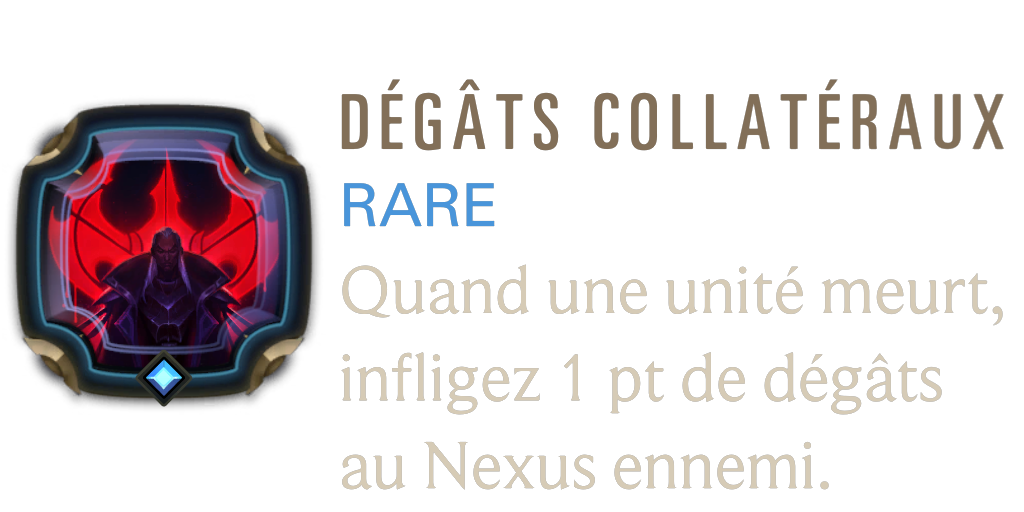 DÉGÂTS COLLATÉRAUX
RARE
Quand une unité meurt,
infligez 1 pt de dégâts
au Nexus ennemi.